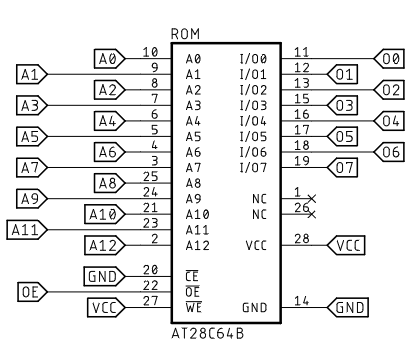 ROM
A0 10 A0 I/O0 11 O0
A1 9 A1 I/O1 12 O1
A2 8 A2 I/O2 13 O2
A3 7 A3 I/O3 15 O3
A4 6 A4 I/O4 16 O4
A5 5 A5 I/O5 17 O5
A6 4 A6 I/O6 18 O6
A7 3 A7 I/O7 19 O7
A8 25 A8
A9 24 A9 NC 1
A10 21 A10 NC 26
A11 23 A11
A12 2 A12 VCC 28 VCC
GND 20 CE
OE 22 OE
VCC 27 WE GND 14 GND
AT28C64B